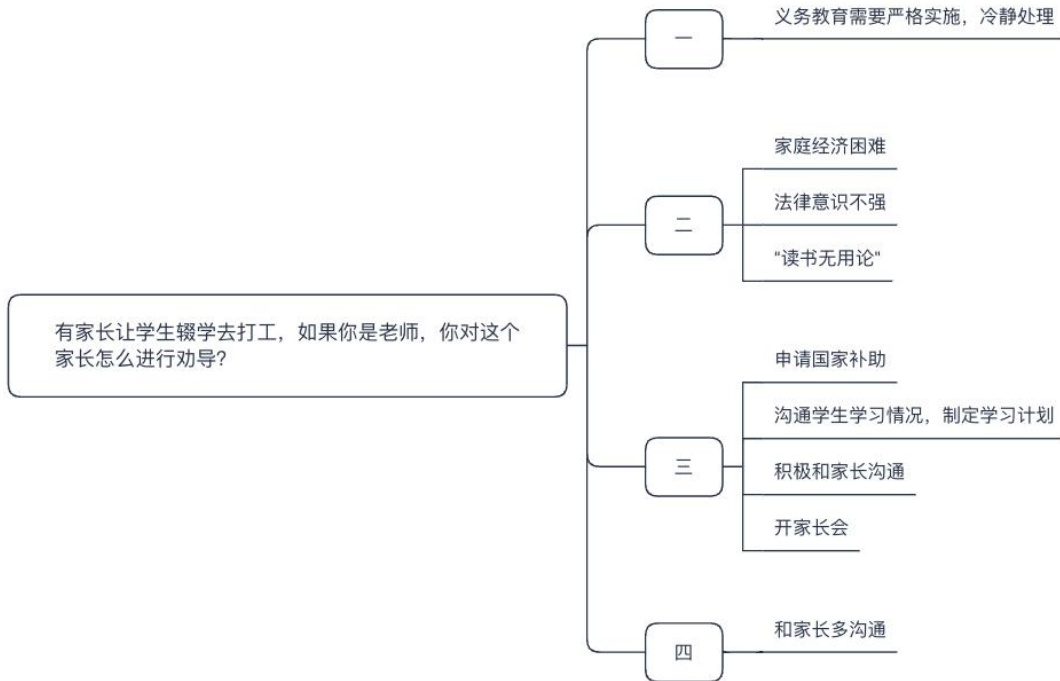 有家长让学生辍学去打工，如果你是老师，你对这个
家长怎么进行劝导？
一
义务教育需要严格实施，冷静处理
二
家庭经济困难
法律意识不强
"读书无用论"
三
申请国家补助
沟通学生学习情况，制定学习计划
积极和家长沟通
开家长会
四
和家长多沟通